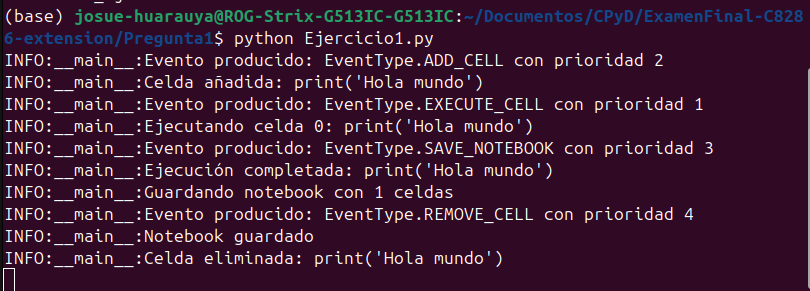 (base) josue-huarauya@ROG-Strix-G513IC-G513IC:~/Documentos/CPyD/ExamenFinal-C828
6-extension/Pregunta1$ python Ejercicio1.py
INFO:__main__:Evento producido: EventType.ADD_CELL con prioridad 2
INFO:__main__:Celda añadida: print('Hola mundo')
INFO:__main__:Evento producido: EventType.EXECUTE_CELL con prioridad 1
INFO:__main__:Ejecutando celda 0: print('Hola mundo')
INFO:__main__:Evento producido: EventType.SAVE_NOTEBOOK con prioridad 3
INFO:__main__:Ejecución completada: print('Hola mundo')
INFO:__main__:Guardando notebook con 1 celdas
INFO:__main__:Evento producido: EventType.REMOVE_CELL con prioridad 4
INFO:__main__:Notebook guardado
INFO:__main__:Celda eliminada: print('Hola mundo')